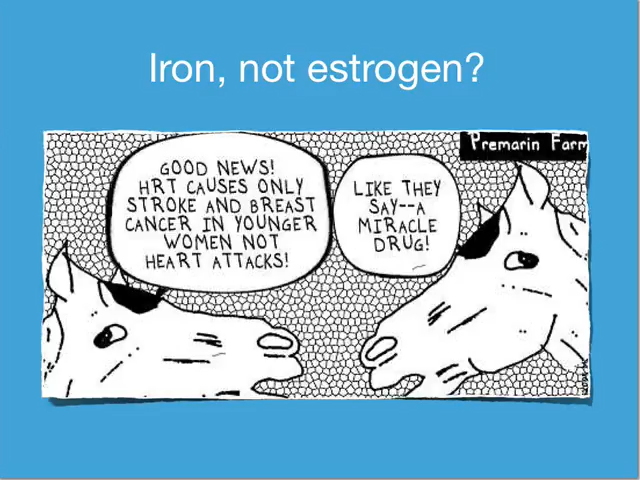 Iron, not estrogen?
Premarin Farm
GOOD NEWS!
HRT CAUSES ONLY
STROKE AND BREAST
CANCER IN YOUNGER
WOMEN NOT
HEART ATTACKS!
LIKE THEY
SAY--A
MIRACLE
DRUG!